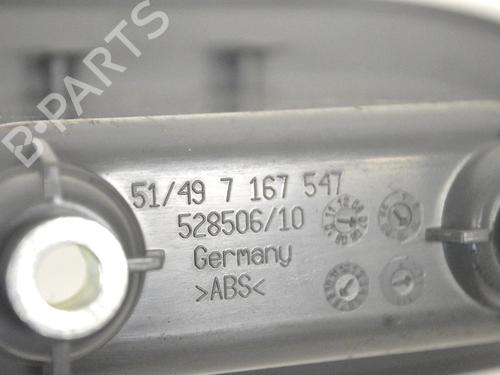 B-PARTS
51/49 7 167 547
528506/10
Germany
>ABS<